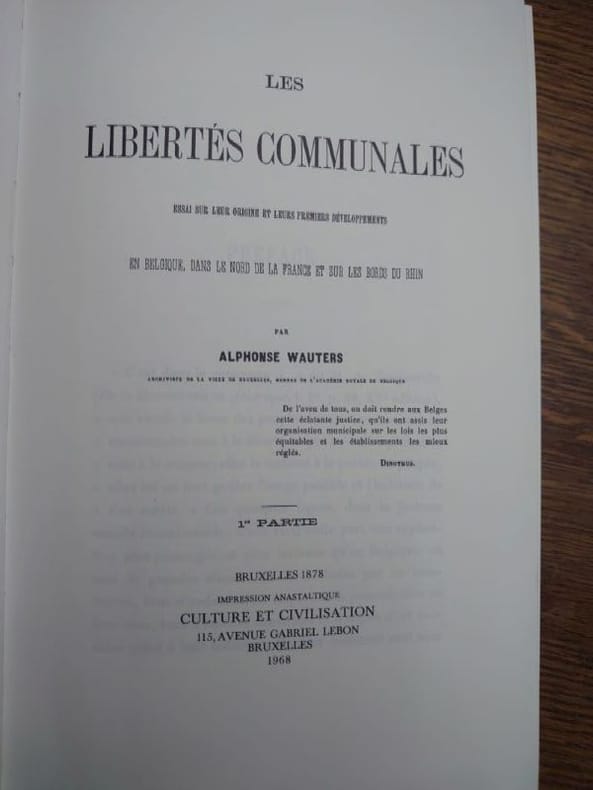 LES
LIBERTÉS COMMUNALES
ESSAI SUR LEUR ORIGINE ET LEURS PREMIERS DÉVELOPPEMENTS
EN BELGIQUE, DANS LE NORD DE LA FRANCE ET SUR LES BORDS DU RHIN
PAR
ALPHONSE WAUTERS
ARCHIVISTE DE LA VILLE DE BRUXELLES, MEMBRE DE L'ACADÉMIE ROYALE DE BELGIQUE
De l'aveu de tous, on doit rendre aux Belges
cette éclatante justice, qu'ils ont assis leur
organisation municipale sur les lois les plus
équitables et les établissements les mieux
réglés.
DINOTHUS.
1re PARTIE
BRUXELLES 1878
IMPRESSION ANASTALTIQUE
CULTURE ET CIVILISATION
115, AVENUE GABRIEL LEBON
BRUXELLES
1968